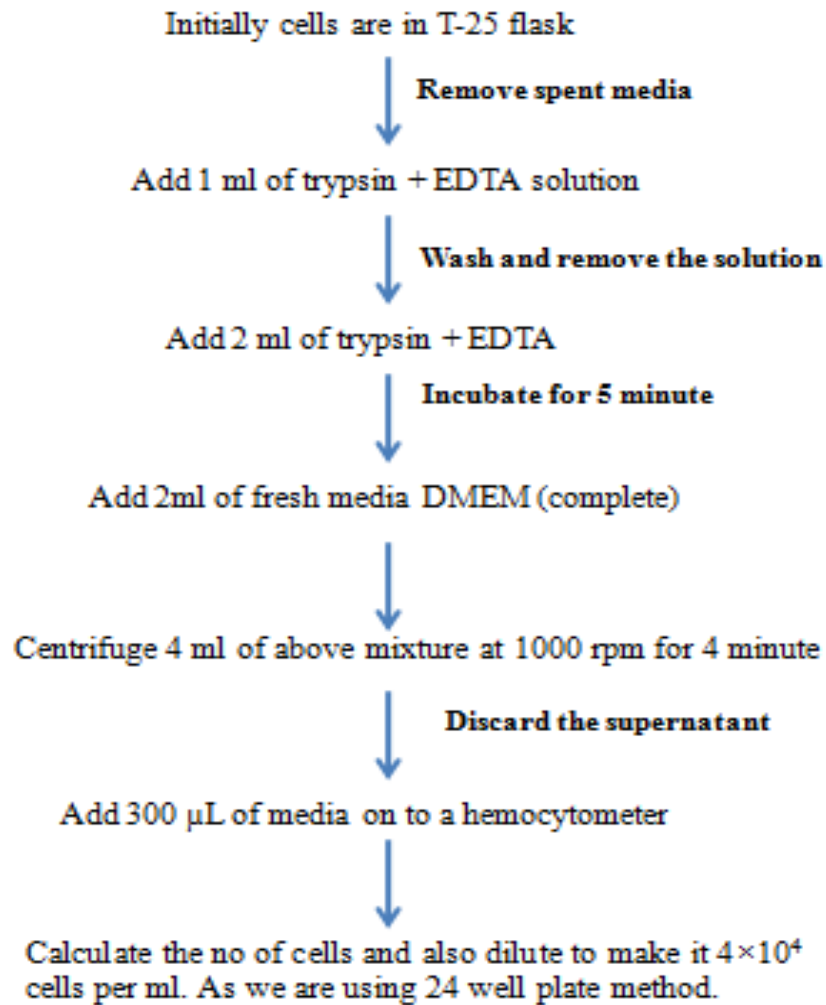 Initially cells are in T-25 flask
Remove spent media
Add 1 ml of trypsin + EDTA solution
Wash and remove the solution
Add 2 ml of trypsin + EDTA
Incubate for 5 minute
Add 2ml of fresh media DMEM (complete)
Centrifuge 4 ml of above mixture at 1000 rpm for 4 minute
Discard the supernatant
Add 300 µL of media on to a hemocytometer
Calculate the no of cells and also dilute to make it 4×10⁴
cells per ml. As we are using 24 well plate method.